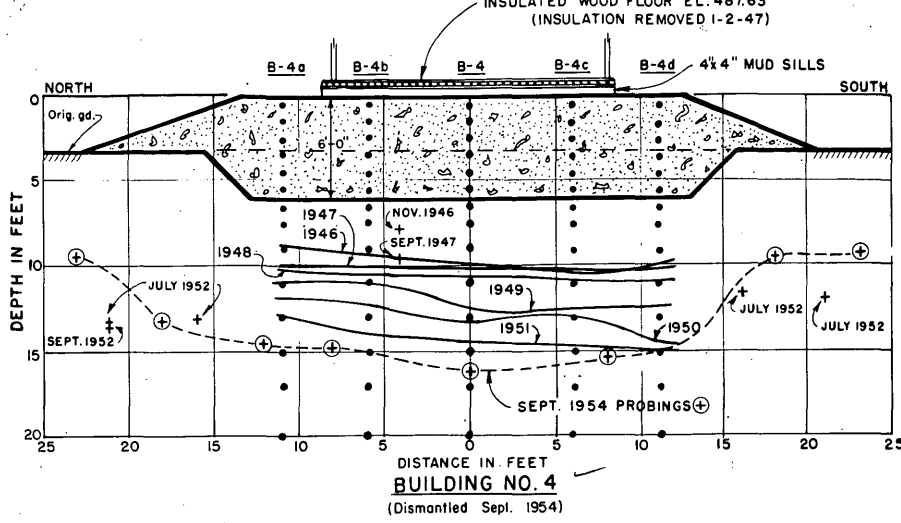 INSULATED WOOD FLOOR EL. 487.63
(INSULATION REMOVED 1-2-47)
B-4a B-4b B-4 B-4c B-4d
4"x 4" MUD SILLS
NORTH
SOUTH
Orig. gd.
6'-0"
DEPTH IN FEET
0
5
10
15
20
1947
1946
1948
NOV. 1946
SEPT. 1947
JULY 1952
SEPT. 1952
1949
1951
1950
JULY 1952
JULY 1952
SEPT. 1954 PROBINGS
25 20 15 10 5 0 5 10 15 20 25
DISTANCE IN FEET
BUILDING NO. 4
(Dismantled Sept. 1954)